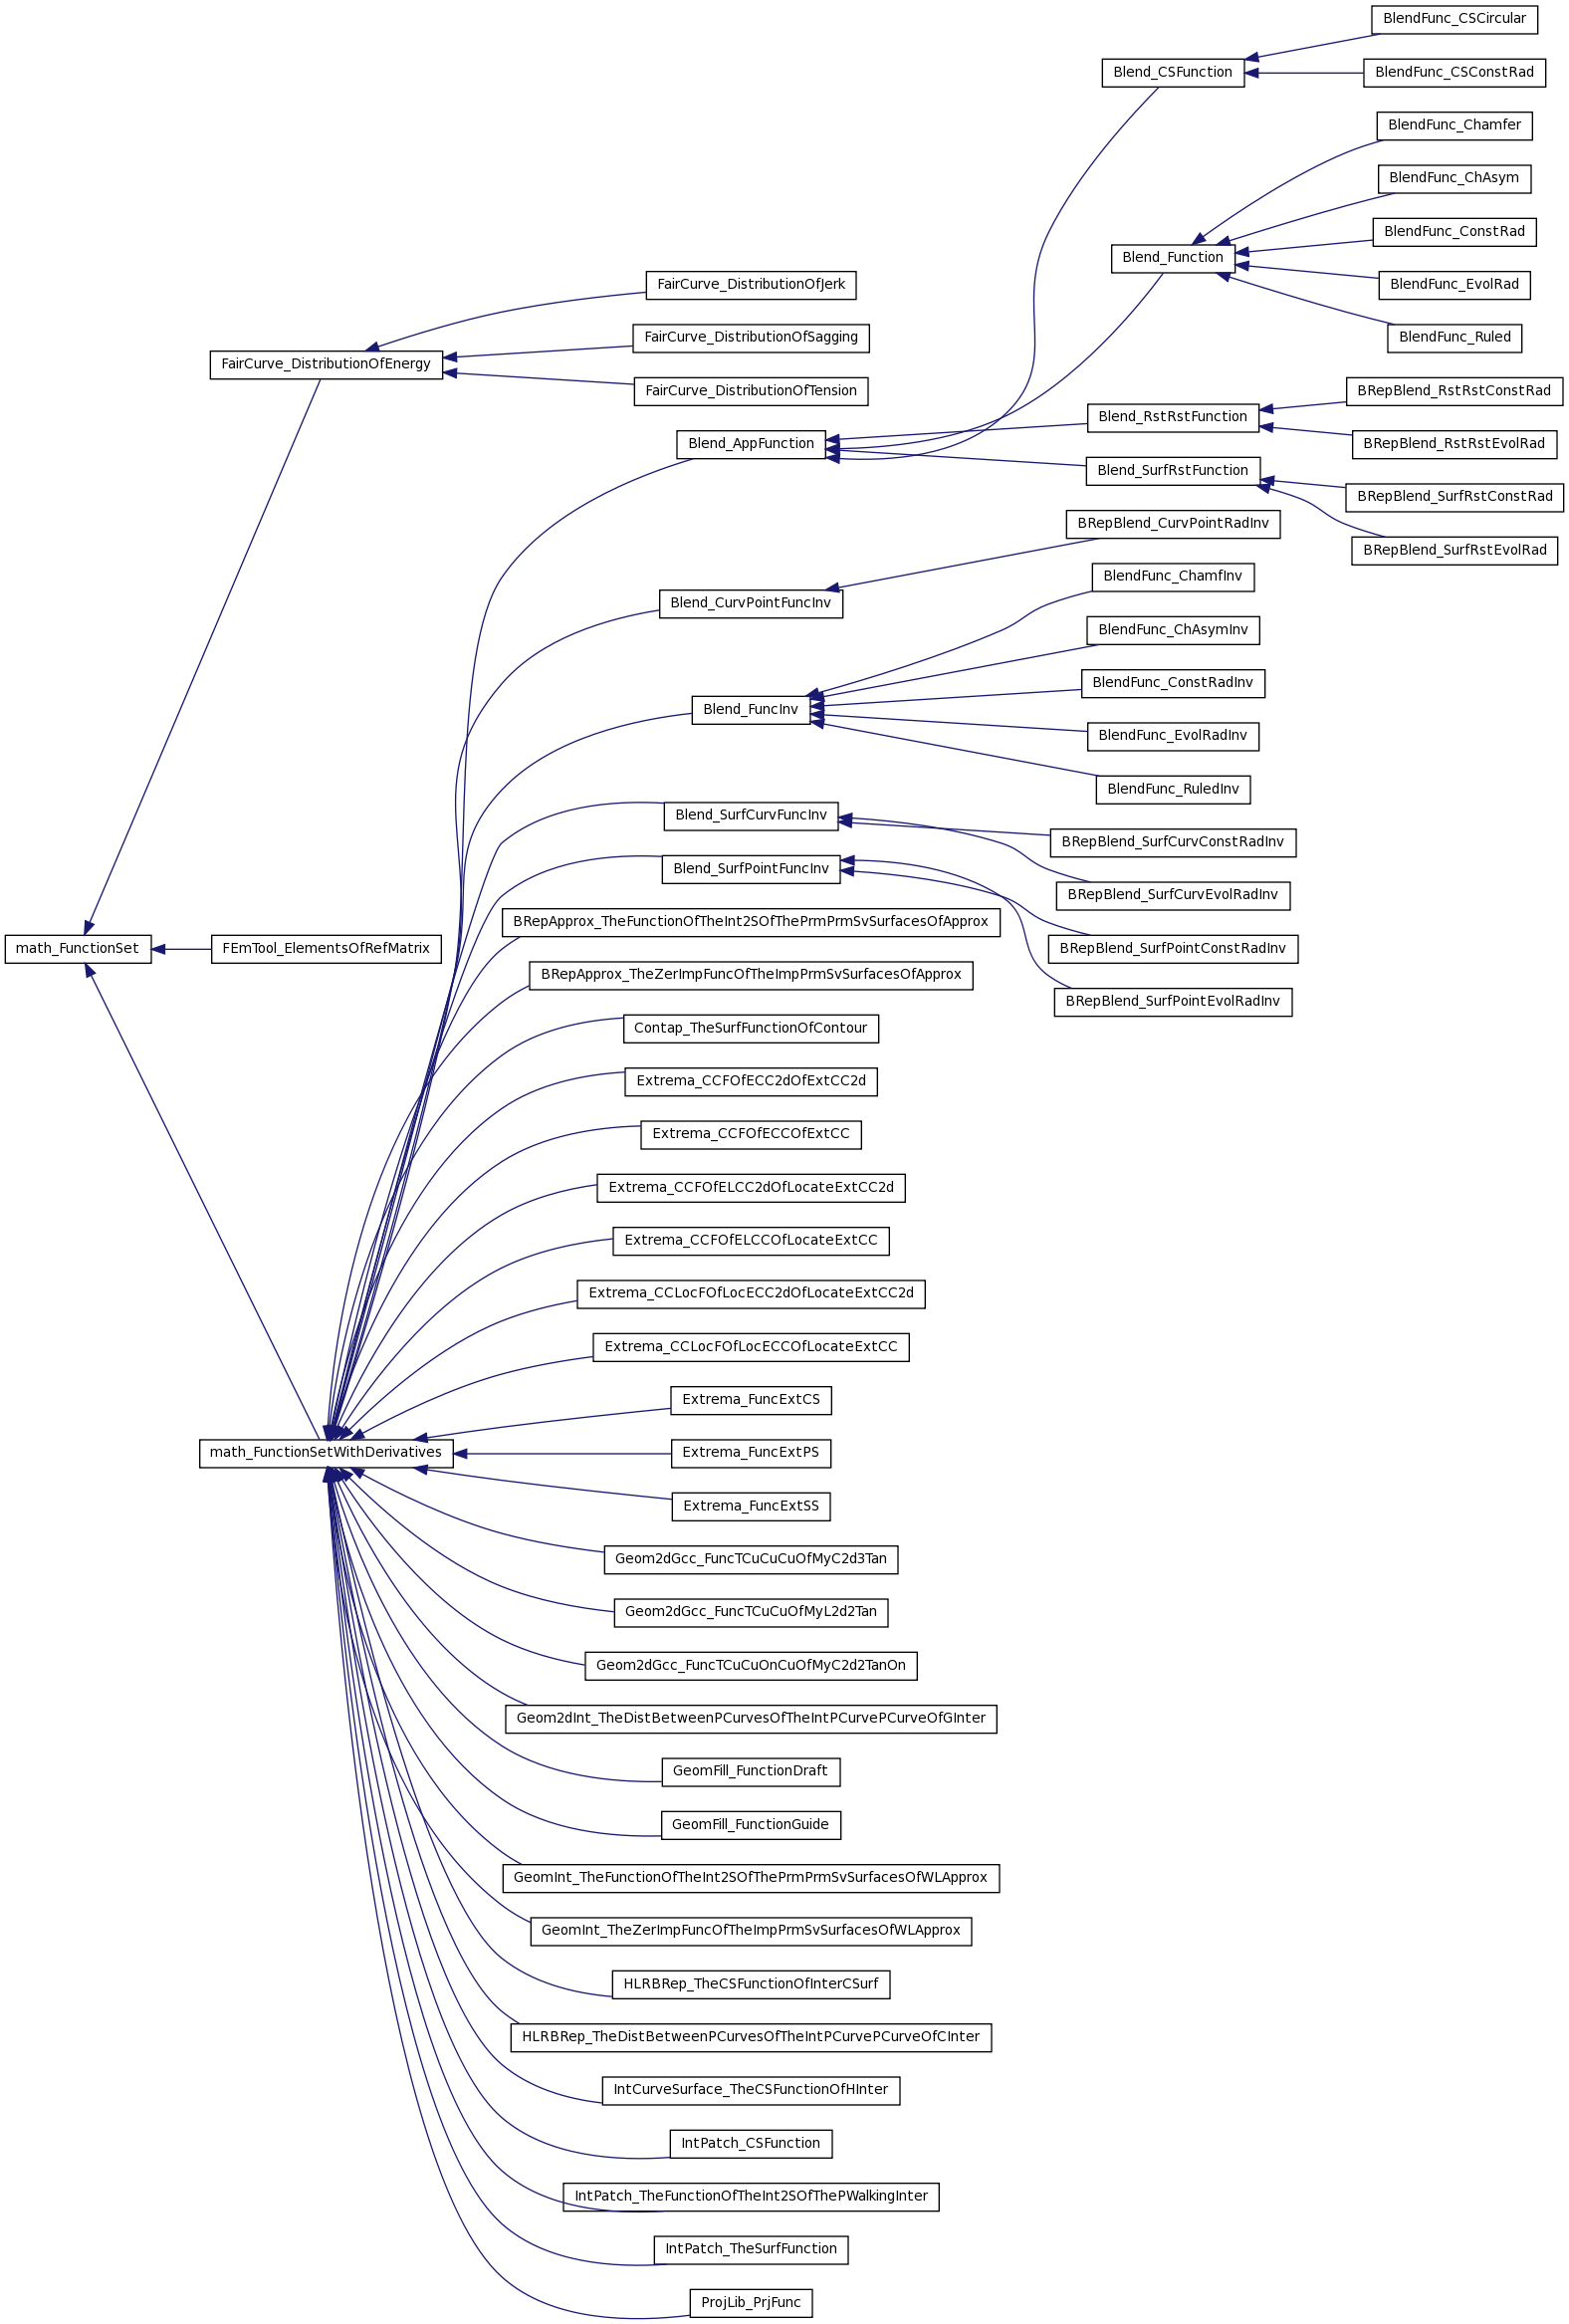 BlendFunc_CSCircular
Blend_CSFunction
BlendFunc_CSConstRad
BlendFunc_Chamfer
BlendFunc_ChAsym
BlendFunc_ConstRad
Blend_Function
BlendFunc_EvolRad
FairCurve_DistributionOfJerk
BlendFunc_Ruled
FairCurve_DistributionOfSagging
FairCurve_DistributionOfEnergy
FairCurve_DistributionOfTension
BRepBlend_RstRstConstRad
Blend_RstRstFunction
Blend_AppFunction
BRepBlend_RstRstEvolRad
Blend_SurfRstFunction
BRepBlend_SurfRstConstRad
BRepBlend_CurvPointRadInv
BRepBlend_SurfRstEvolRad
BlendFunc_ChamfInv
Blend_CurvPointFuncInv
BlendFunc_ChAsymInv
BlendFunc_ConstRadInv
Blend_FuncInv
BlendFunc_EvolRadInv
BlendFunc_RuledInv
Blend_SurfCurvFuncInv
BRepBlend_SurfCurvConstRadInv
Blend_SurfPointFuncInv
BRepBlend_SurfCurvEvolRadInv
BRepApprox_TheFunctionOfTheInt2SOfThePrmPrmSvSurfacesOfApprox
math_FunctionSet
FEmTool_ElementsOfRefMatrix
BRepBlend_SurfPointConstRadInv
BRepApprox_TheZerImpFuncOfTheImpPrmSvSurfacesOfApprox
BRepBlend_SurfPointEvolRadInv
Contap_TheSurfFunctionOfContour
Extrema_CCFOfECC2dOfExtCC2d
Extrema_CCFOfECCOfExtCC
Extrema_CCFOfELCC2dOfLocateExtCC2d
Extrema_CCFOfELCCOfLocateExtCC
Extrema_CCLocFOfLocECC2dOfLocateExtCC2d
Extrema_CCLocFOfLocECCOfLocateExtCC
Extrema_FuncExtCS
math_FunctionSetWithDerivatives
Extrema_FuncExtPS
Extrema_FuncExtSS
Geom2dGcc_FuncTCuCuCuOfMyC2d3Tan
Geom2dGcc_FuncTCuCuOfMyL2d2Tan
Geom2dGcc_FuncTCuCuOnCuOfMyC2d2TanOn
Geom2dInt_TheDistBetweenPCurvesOfTheIntPCurvePCurveOfGInter
GeomFill_FunctionDraft
GeomFill_FunctionGuide
GeomInt_TheFunctionOfTheInt2SOfThePrmPrmSvSurfacesOfWLApprox
GeomInt_TheZerImpFuncOfTheImpPrmSvSurfacesOfWLApprox
HLRBRep_TheCSFunctionOfInterCSurf
HLRBRep_TheDistBetweenPCurvesOfTheIntPCurvePCurveOfCInter
IntCurveSurface_TheCSFunctionOfHInter
IntPatch_CSFunction
IntPatch_TheFunctionOfTheInt2SOfThePWalkingInter
IntPatch_TheSurfFunction
ProjLib_PrjFunc